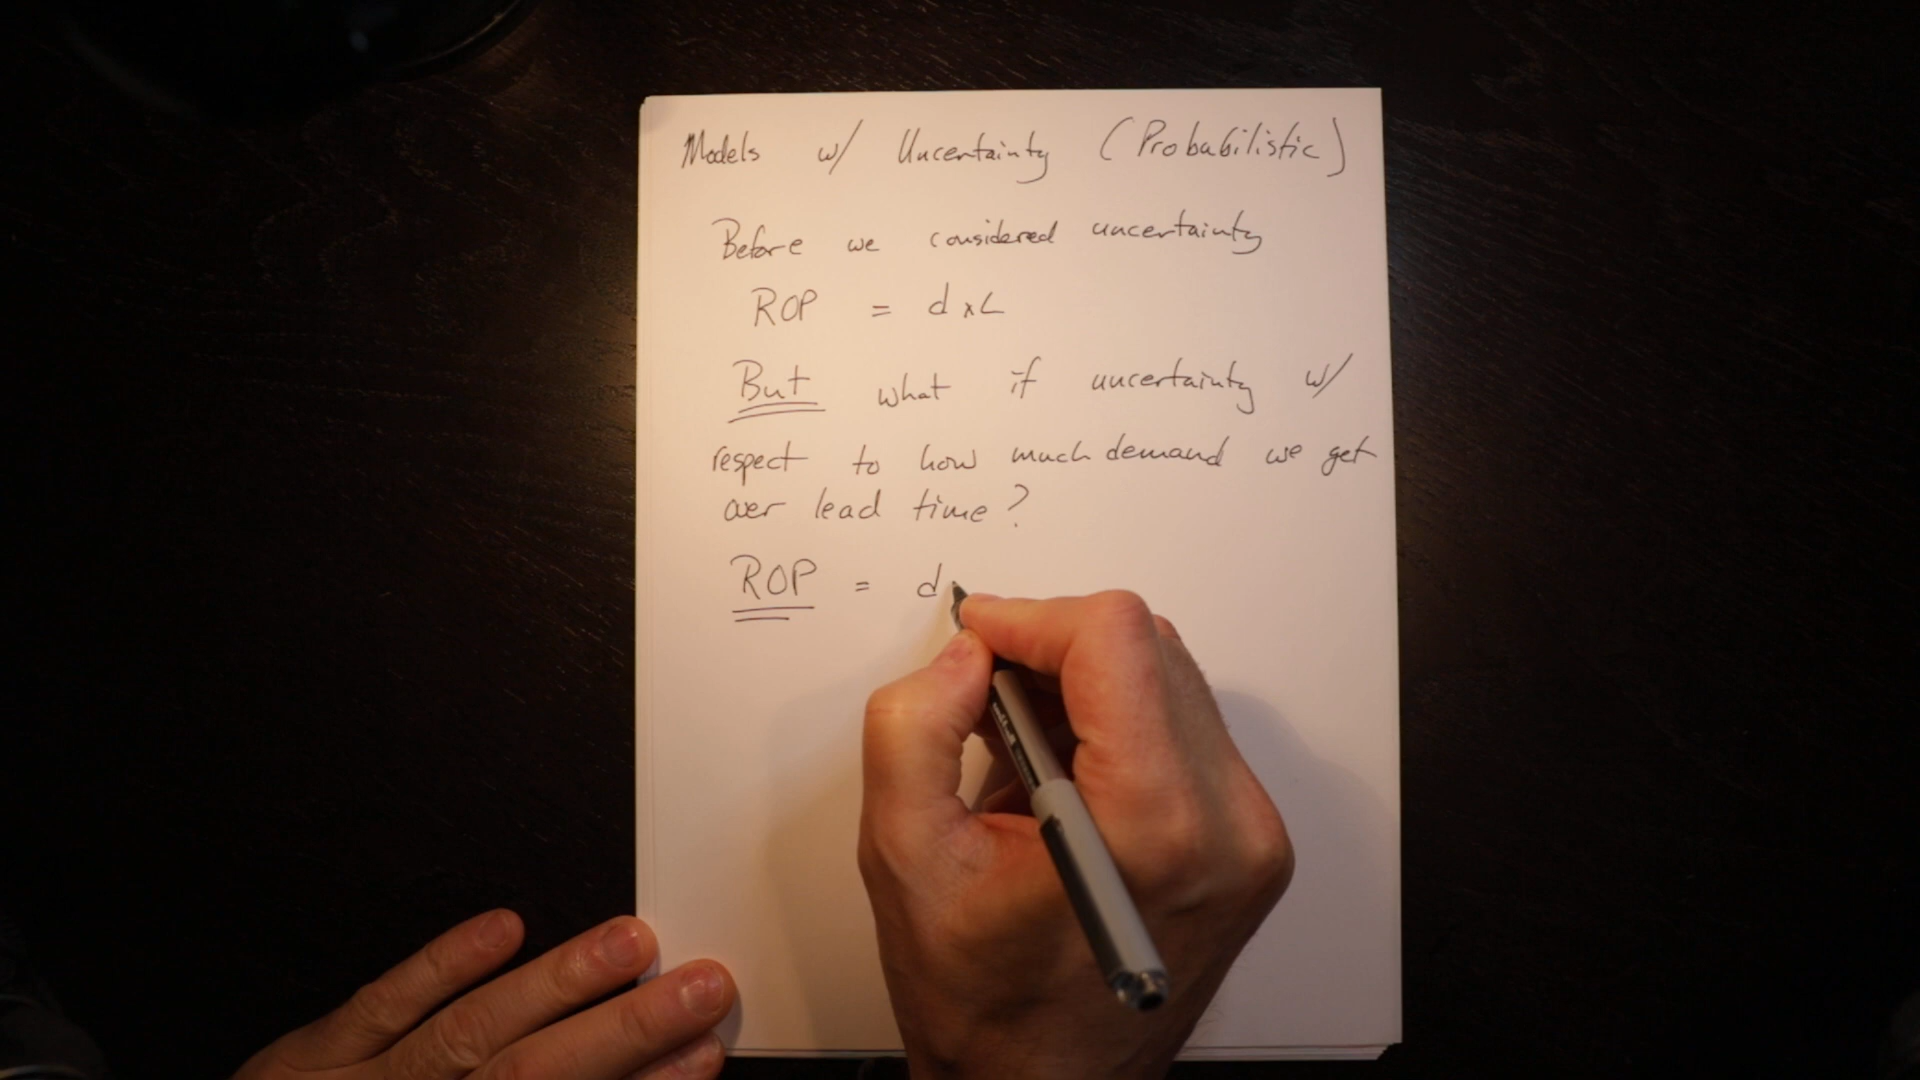 Models w/ Uncertainty (Probabilistic)
Before we considered uncertainty
ROP = d x L
But what if uncertainty w/
respect to how much demand we get
over lead time?
ROP = d